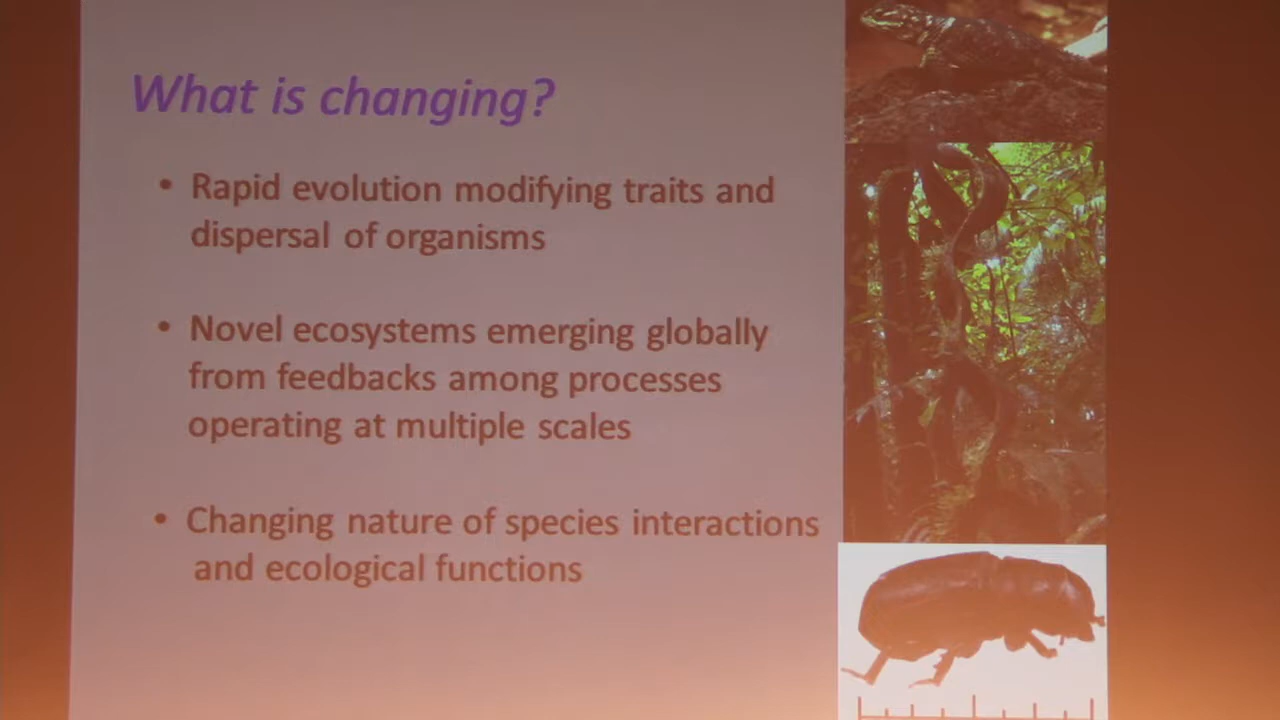 What is changing?
• Rapid evolution modifying traits and
dispersal of organisms
• Novel ecosystems emerging globally
from feedbacks among processes
operating at multiple scales
• Changing nature of species interactions
and ecological functions